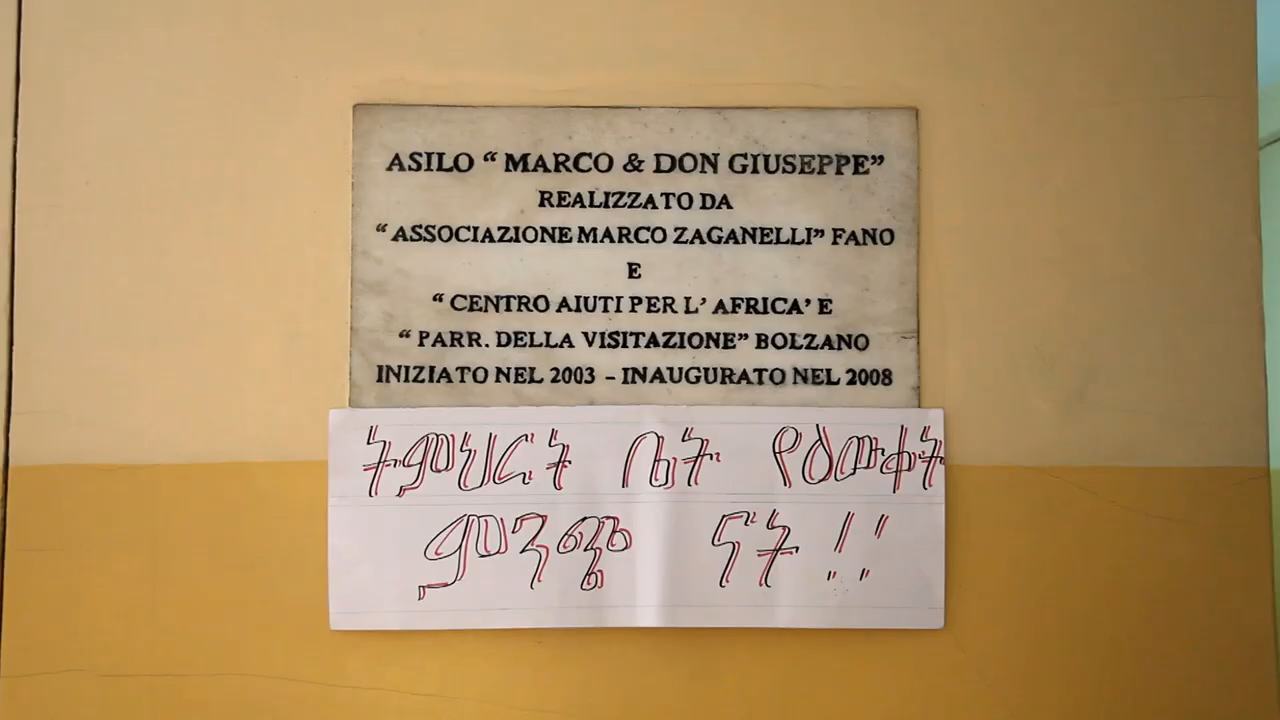 ASILO “ MARCO & DON GIUSEPPE”
REALIZZATO DA
“ ASSOCIAZIONE MARCO ZAGANELLI” FANO
E
“ CENTRO AIUTI PER L’ AFRICA’ E
“ PARR. DELLA VISITAZIONE” BOLZANO
INIZIATO NEL 2003 – INAUGURATO NEL 2008
ትምህርት ቤት የእውቀት
ምንጭ ናት !!